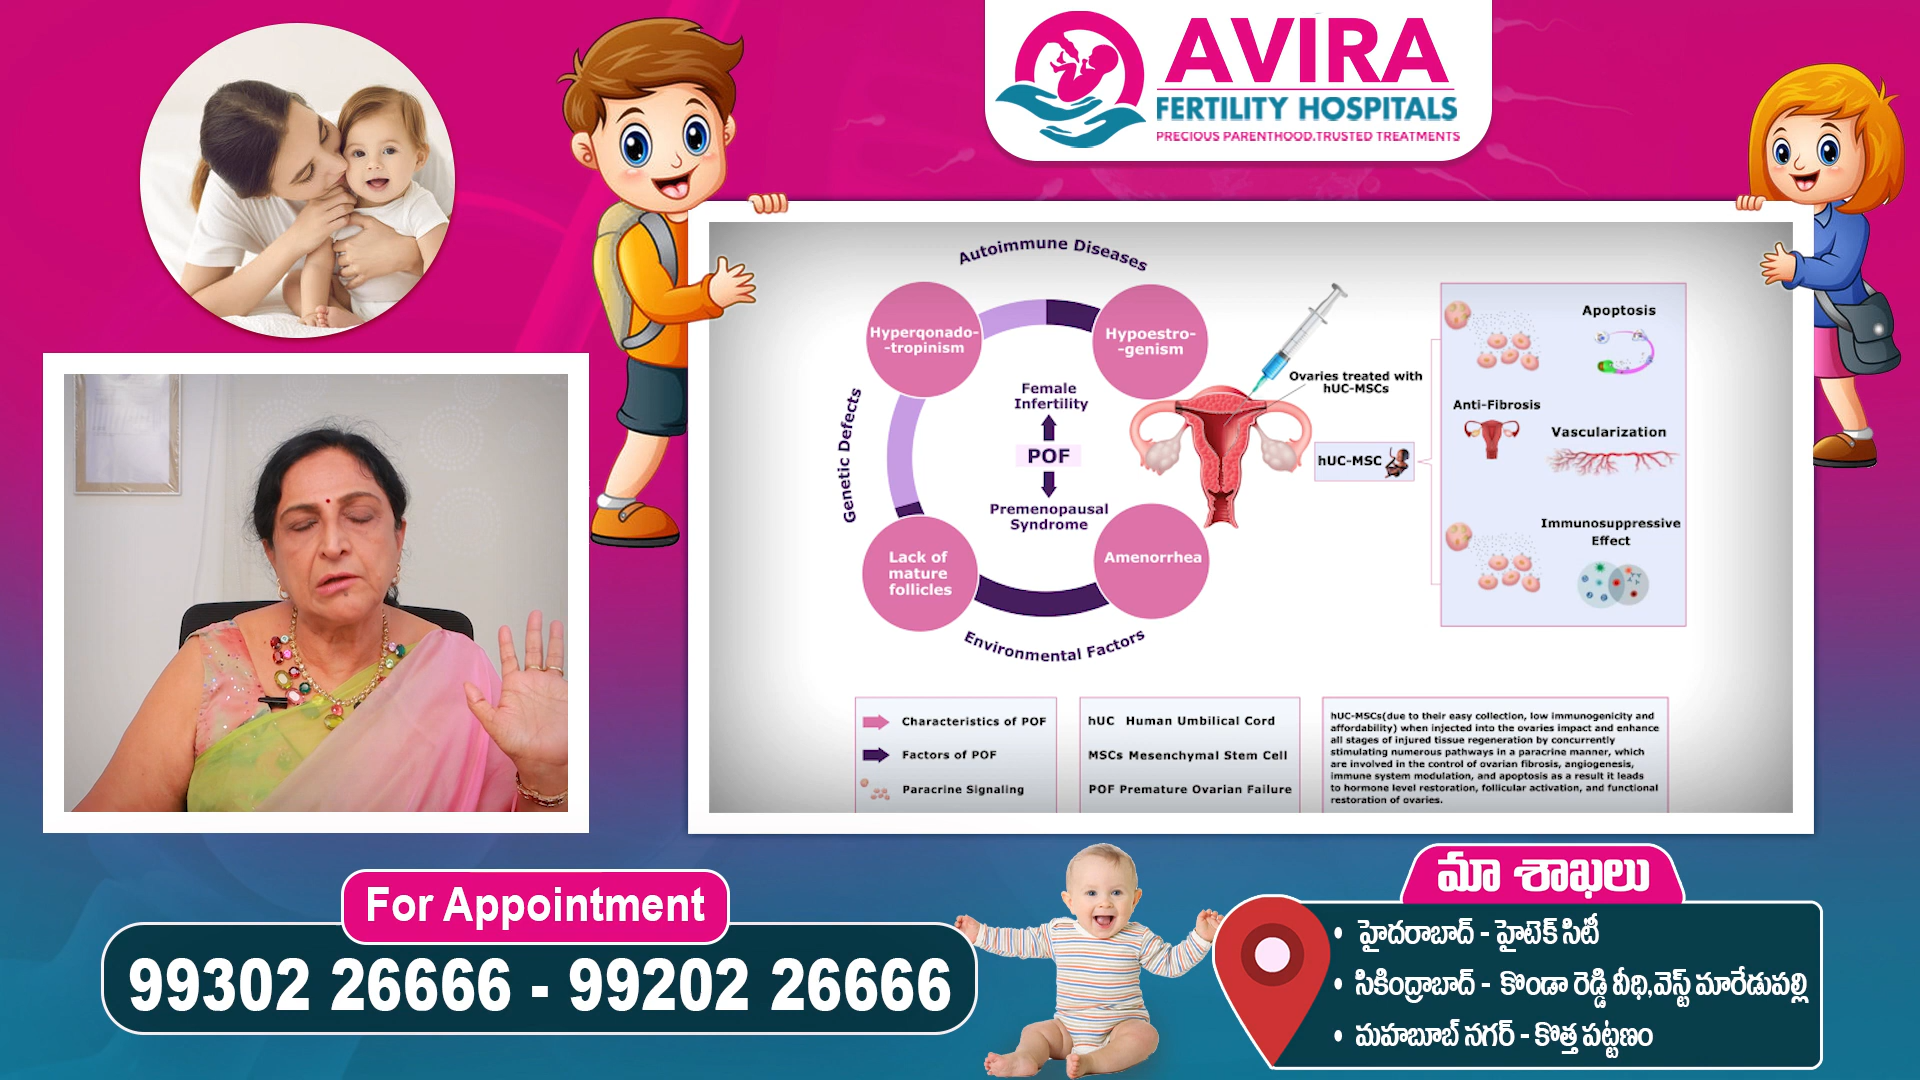 AVIRA
FERTILITY HOSPITALS
PRECIOUS PARENTHOOD.TRUSTED TREATMENTS
Autoimmune Diseases
Hyperqonado-
-tropinism
Hypoestro-
-genism
Genetic Defects
Female
Infertility
POF
Premenopausal
Syndrome
Lack of
mature
follicles
Amenorrhea
Environmental Factors
Ovaries treated with
hUC-MSCs
hUC-MSC
Apoptosis
Anti-Fibrosis
Vascularization
Immunosuppressive
Effect
Characteristics of POF
Factors of POF
Paracrine Signaling
hUC Human Umbilical Cord
MSCs Mesenchymal Stem Cell
POF Premature Ovarian Failure
hUC-MSCs(due to their easy collection, low immunogenicity and
affordability) when injected into the ovaries impact and enhance
all stages of injured tissue regeneration by concurrently
stimulating numerous pathways in a paracrine manner, which
are involved in the control of ovarian fibrosis, angiogenesis,
immune system modulation, and apoptosis as a result it leads
to hormone level restoration, follicular activation, and functional
restoration of ovaries.
For Appointment
99302 26666 - 99202 26666
మా శాఖలు
• హైదరాబాద్ - హైటెక్ సిటీ
• సికింద్రాబాద్ - కొండా రెడ్డి వీధి,వెస్ట్ మారేడుపల్లి
• మహబూబ్ నగర్ - కొత్త పట్టణం